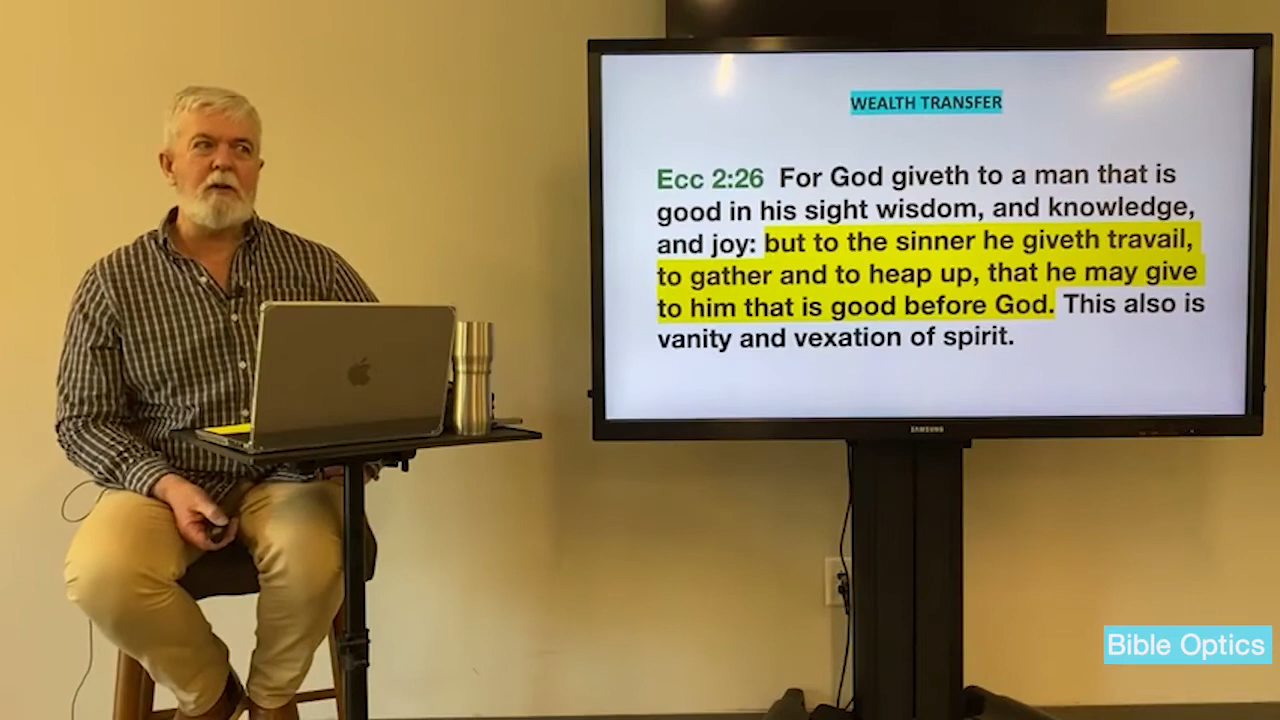 WEALTH TRANSFER
Ecc 2:26 For God giveth to a man that is
good in his sight wisdom, and knowledge,
and joy: but to the sinner he giveth travail,
to gather and to heap up, that he may give
to him that is good before God. This also is
vanity and vexation of spirit.
SAMSUNG
Bible Optics